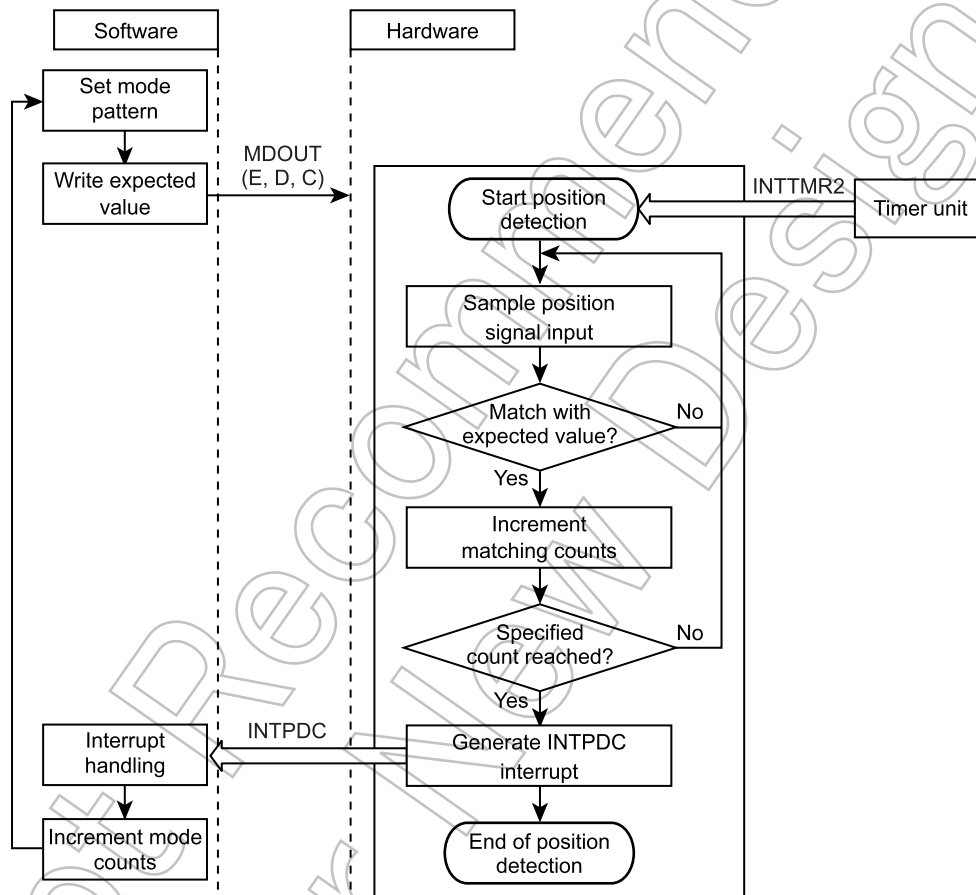 Software
Hardware
Set mode
pattern
Write expected
value
MDOUT
(E, D, C)
Start position
detection
INTTMR2
Timer unit
Sample position
signal input
Match with
expected value?
No
Yes
Increment
matching counts
Specified
count reached?
No
Yes
Generate INTPDC
interrupt
INTPDC
Interrupt
handling
Increment mode
counts
End of position
detection